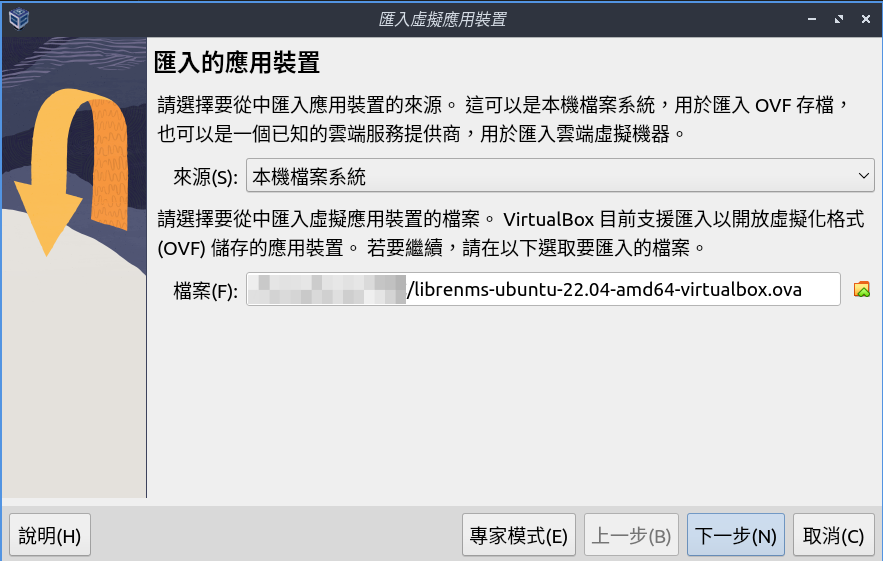 匯入虛擬應用裝置
匯入的應用裝置
請選擇要從中匯入應用裝置的來源。 這可以是本機檔案系統，用於匯入 OVF 存檔，
也可以是一個已知的雲端服務提供商，用於匯入雲端虛擬機器。
來源(S): 本機檔案系統
請選擇要從中匯入虛擬應用裝置的檔案。 VirtualBox 目前支援匯入以開放虛擬化格式
(OVF) 儲存的應用裝置。 若要繼續，請在以下選取要匯入的檔案。
檔案(F): /librenms-ubuntu-22.04-amd64-virtualbox.ova
說明(H) 專家模式(E) 上一步(B) 下一步(N) 取消(C)